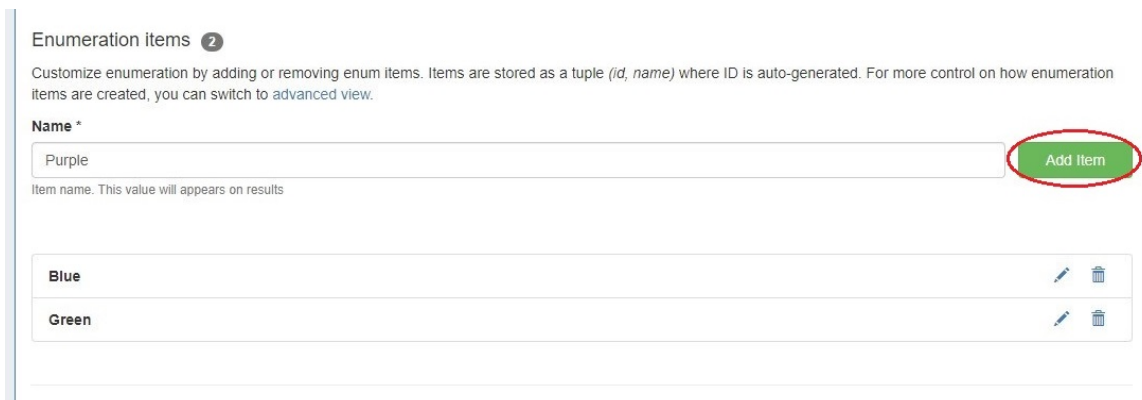 Enumeration items 2
Customize enumeration by adding or removing enum items. Items are stored as a tuple (id, name) where ID is auto-generated. For more control on how enumeration
items are created, you can switch to advanced view.
Name *
Purple
Add Item
Item name. This value will appears on results
Blue
Green